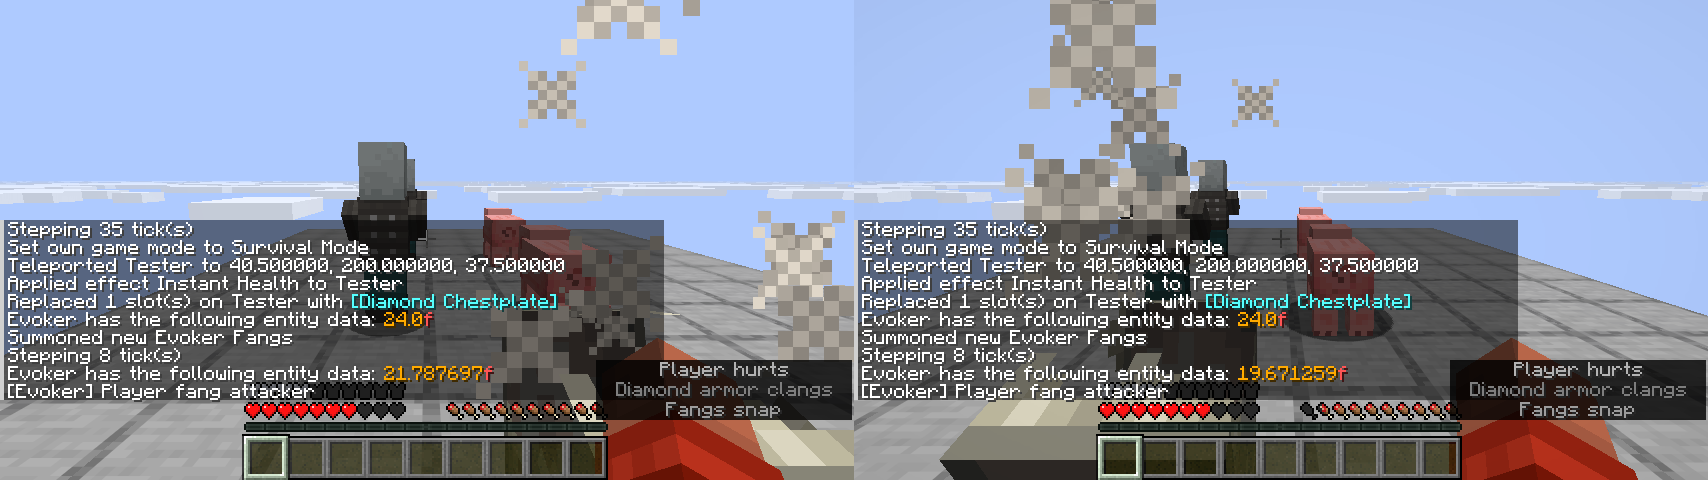 Stepping 35 tick(s)
Set own game mode to Survival Mode
Teleported Tester to 40.500000, 200.000000, 37.500000
Applied effect Instant Health to Tester
Replaced 1 slot(s) on Tester with [Diamond Chestplate]
Evoker has the following entity data: 24.0f
Summoned new Evoker Fangs
Stepping 8 tick(s)
Evoker has the following entity data: 21.787697f
[Evoker] Player fang attacker
Player hurts
Diamond armor clangs
Fangs snap
Stepping 35 tick(s)
Set own game mode to Survival Mode
Teleported Tester to 40.500000, 200.000000, 37.500000
Applied effect Instant Health to Tester
Replaced 1 slot(s) on Tester with [Diamond Chestplate]
Evoker has the following entity data: 24.0f
Summoned new Evoker Fangs
Stepping 8 tick(s)
Evoker has the following entity data: 19.671259f
[Evoker] Player fang attacker
Player hurts
Diamond armor clangs
Fangs snap